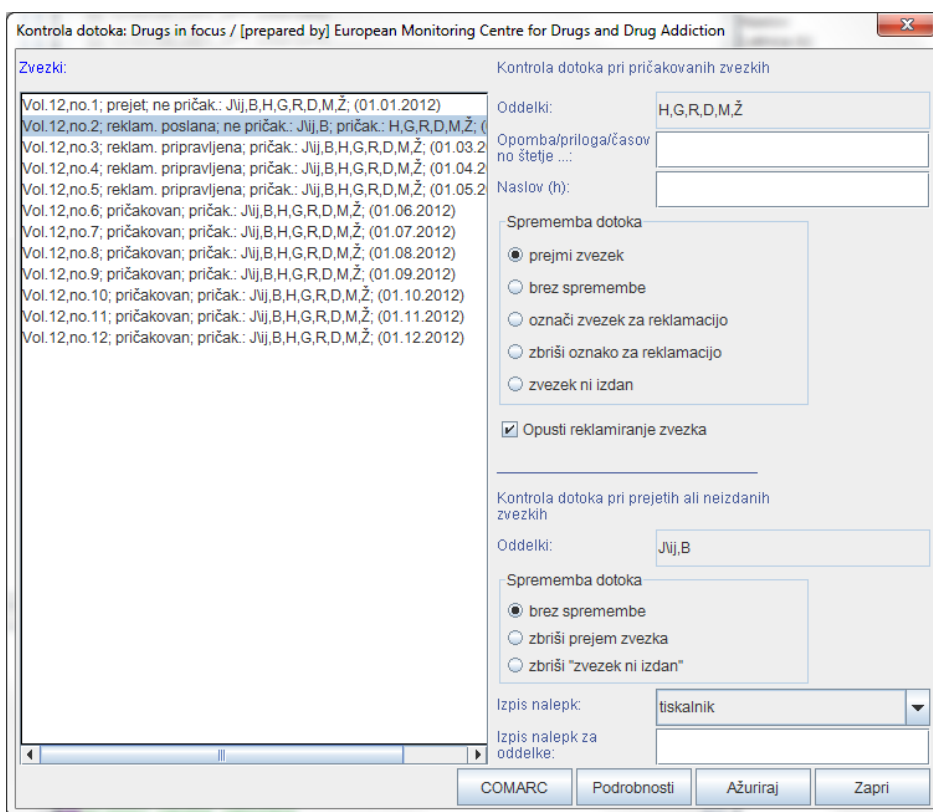 Kontrola dotoka: Drugs in focus / [prepared by] European Monitoring Centre for Drugs and Drug Addiction
Zvezki:
Vol.12,no.1; prejet; ne pričak.: J\ij,B,H,G,R,D,M,Ž; (01.01.2012)
Vol.12,no.2; reklam. poslana; ne pričak.: J\ij,B; pričak.: H,G,R,D,M,Ž; (
Vol.12,no.3; reklam. pripravljena; pričak.: J\ij,B,H,G,R,D,M,Ž; (01.03.2
Vol.12,no.4; reklam. pripravljena; pričak.: J\ij,B,H,G,R,D,M,Ž; (01.04.2
Vol.12,no.5; reklam. pripravljena; pričak.: J\ij,B,H,G,R,D,M,Ž; (01.05.2
Vol.12,no.6; pričakovan; pričak.: J\ij,B,H,G,R,D,M,Ž; (01.06.2012)
Vol.12,no.7; pričakovan; pričak.: J\ij,B,H,G,R,D,M,Ž; (01.07.2012)
Vol.12,no.8; pričakovan; pričak.: J\ij,B,H,G,R,D,M,Ž; (01.08.2012)
Vol.12,no.9; pričakovan; pričak.: J\ij,B,H,G,R,D,M,Ž; (01.09.2012)
Vol.12,no.10; pričakovan; pričak.: J\ij,B,H,G,R,D,M,Ž; (01.10.2012)
Vol.12,no.11; pričakovan; pričak.: J\ij,B,H,G,R,D,M,Ž; (01.11.2012)
Vol.12,no.12; pričakovan; pričak.: J\ij,B,H,G,R,D,M,Ž; (01.12.2012)
Kontrola dotoka pri pričakovanih zvezkih
Oddelki:
H,G,R,D,M,Ž
Opomba/priloga/časov
no štetje ...:
Naslov (h):
Sprememba dotoka
prejmi zvezek
brez spremembe
označi zvezek za reklamacijo
zbriši oznako za reklamacijo
zvezek ni izdan
Opusti reklamiranje zvezka
Kontrola dotoka pri prejetih ali neizdanih
zvezkih
Oddelki:
J\ij,B
Sprememba dotoka
brez spremembe
zbriši prejem zvezka
zbriši "zvezek ni izdan"
Izpis nalepk:
tiskalnik
Izpis nalepk za
oddelke:
COMARC
Podrobnosti
Ažuriraj
Zapri